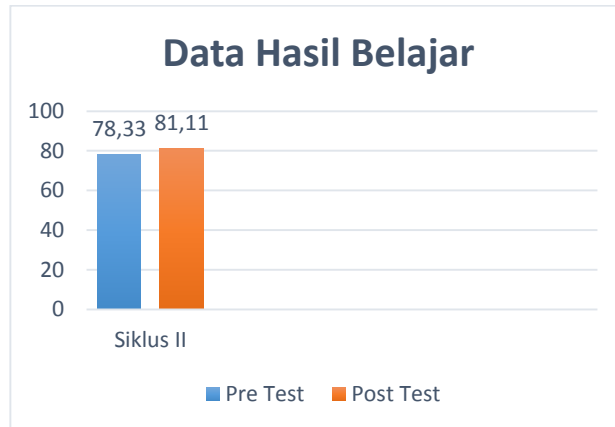 Data Hasil Belajar
100
80
60
40
20
0
78,33
81,11
Siklus II
Pre Test
Post Test